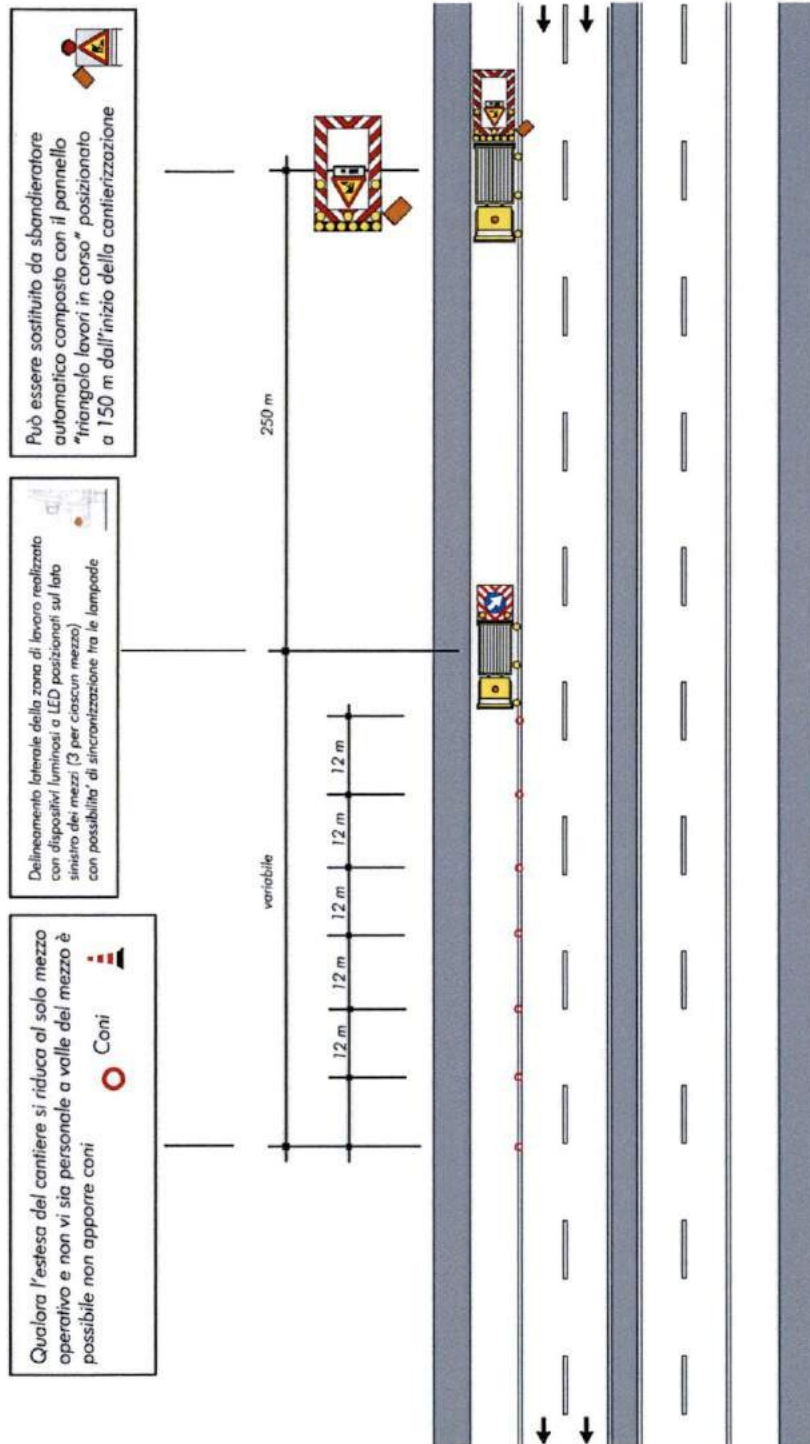 Può essere sostituito da sbandieratore
automatico composto con il pannello
"triangolo lavori in corso" posizionato
a 150 m dall'inizio della cantierizzazione
Delineamento laterale della zona di lavoro realizzato
con dispositivi luminosi a LED posizionati sul lato
sinistro dei mezzi (3 per ciascun mezzo)
con possibilita' di sincronizzazione tra le lampade
Qualora l'estesa del cantiere si riduca al solo mezzo
operativo e non vi sia personale a valle del mezzo è
possibile non apporre coni
Coni
250 m
variabile
12 m
12 m
12 m
12 m
12 m